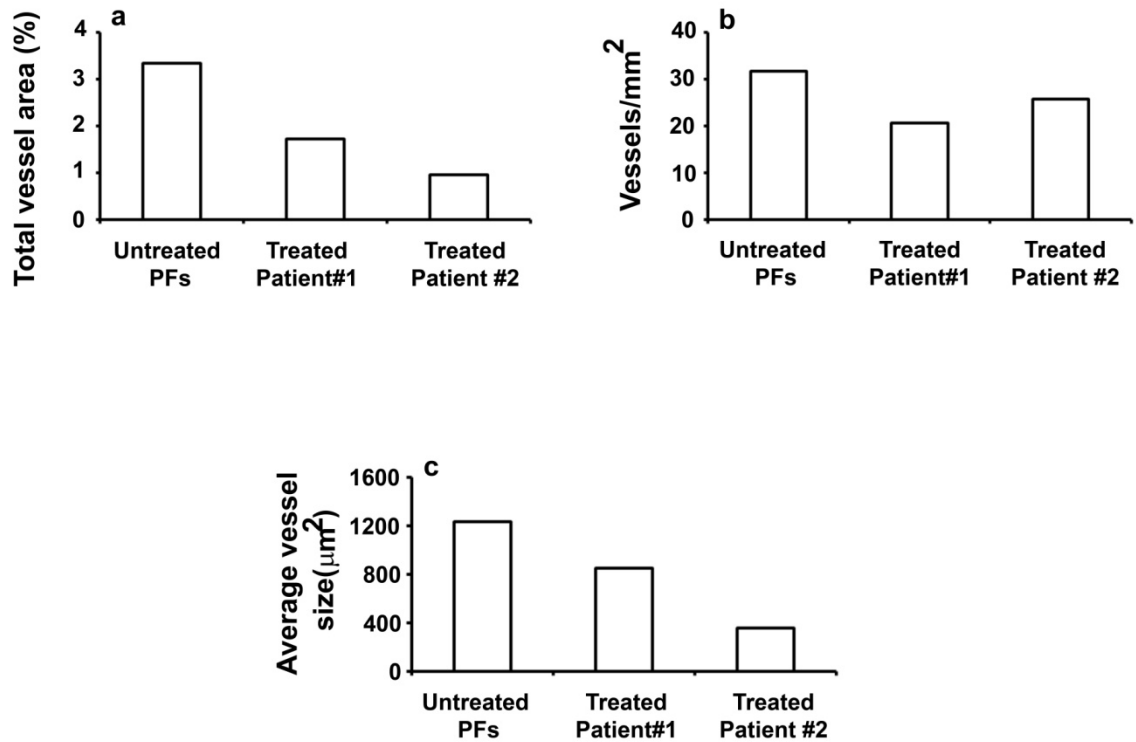 a
Total vessel area (%)
4
3
2
1
0
Untreated PFs
Treated Patient#1
Treated Patient #2
b
Vessels/mm²
40
30
20
10
0
Untreated PFs
Treated Patient#1
Treated Patient #2
c
Average vessel
size(μm²)
1600
1200
800
400
0
Untreated PFs
Treated Patient#1
Treated Patient #2